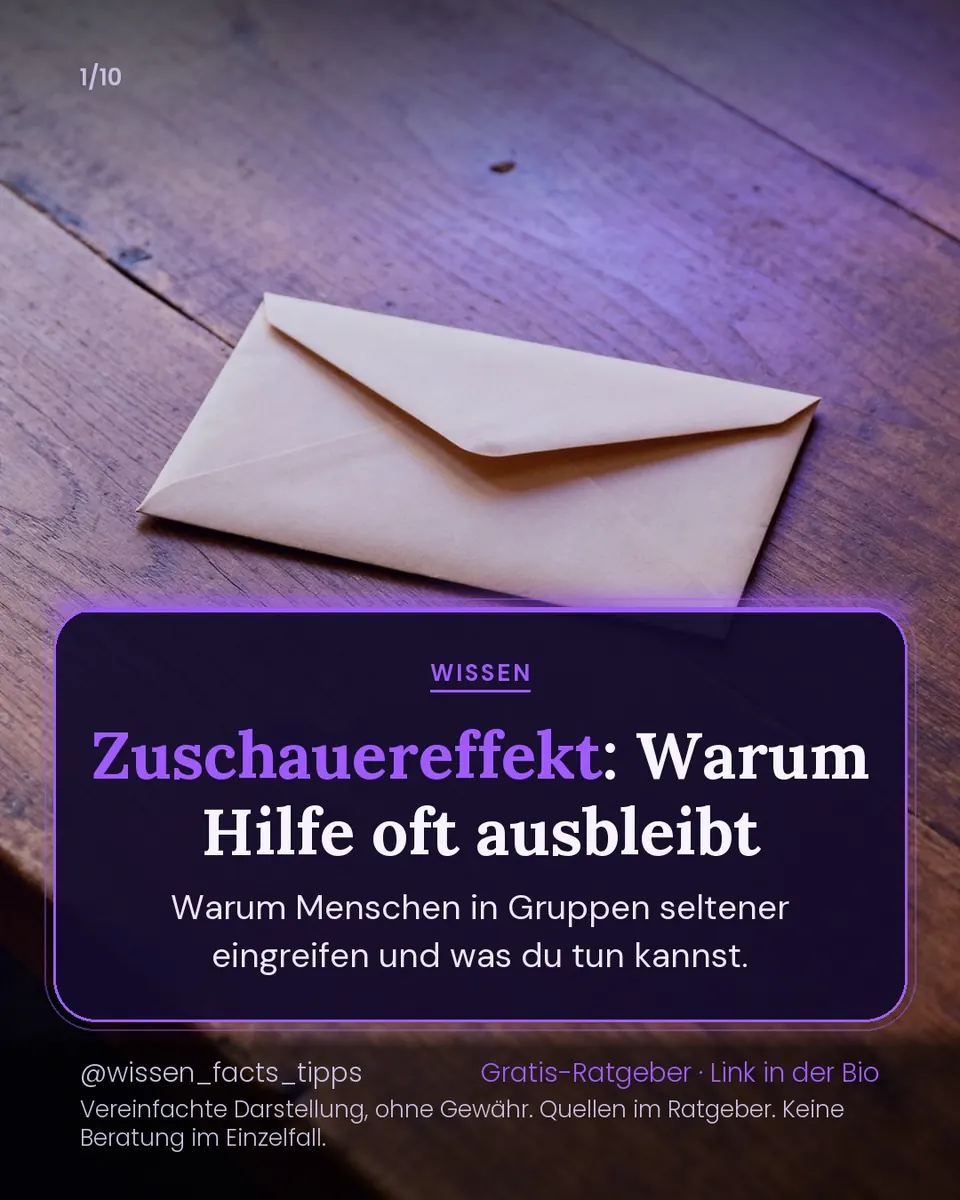 1/10
WISSEN
Zuschauereffekt: Warum
Hilfe oft ausbleibt
Warum Menschen in Gruppen seltener
eingreifen und was du tun kannst.
@wissen_facts_tipps
Gratis-Ratgeber · Link in der Bio
Vereinfachte Darstellung, ohne Gewähr. Quellen im Ratgeber. Keine
Beratung im Einzelfall.